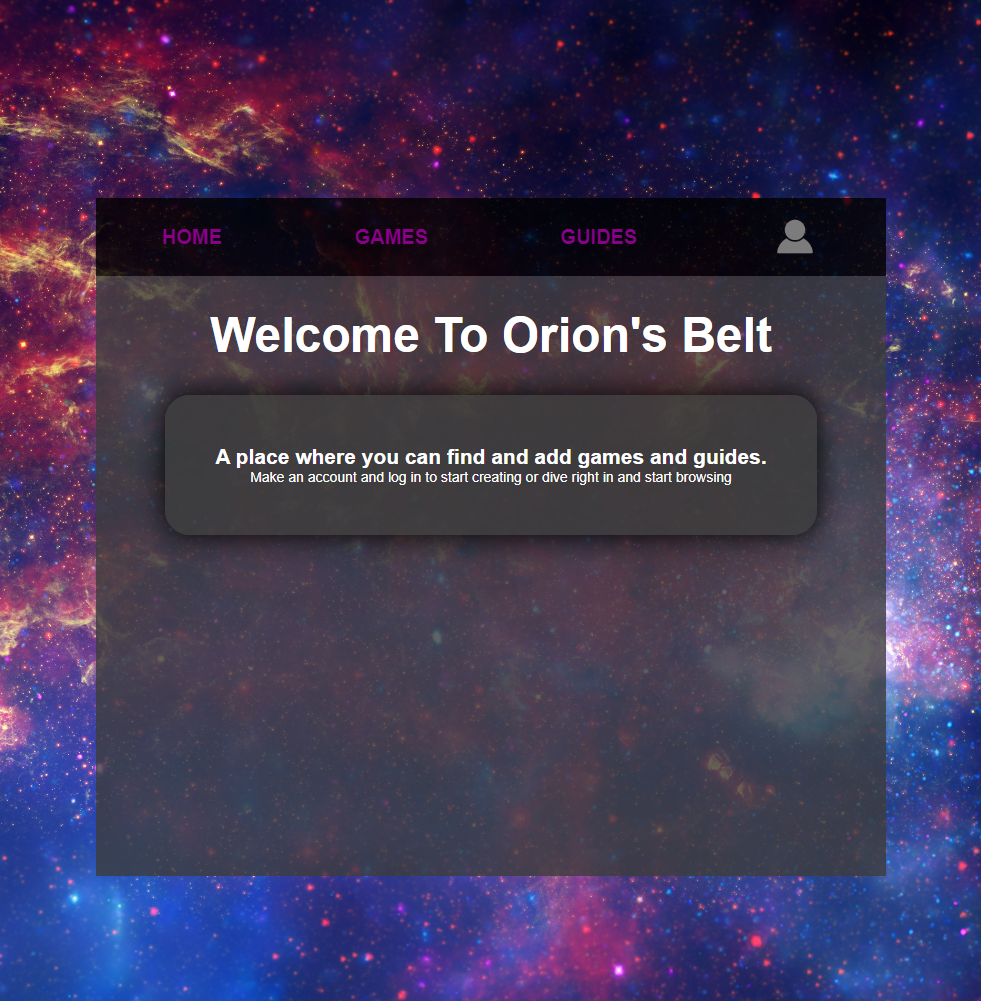 HOME GAMES GUIDES
Welcome To Orion's Belt
A place where you can find and add games and guides.
Make an account and log in to start creating or dive right in and start browsing